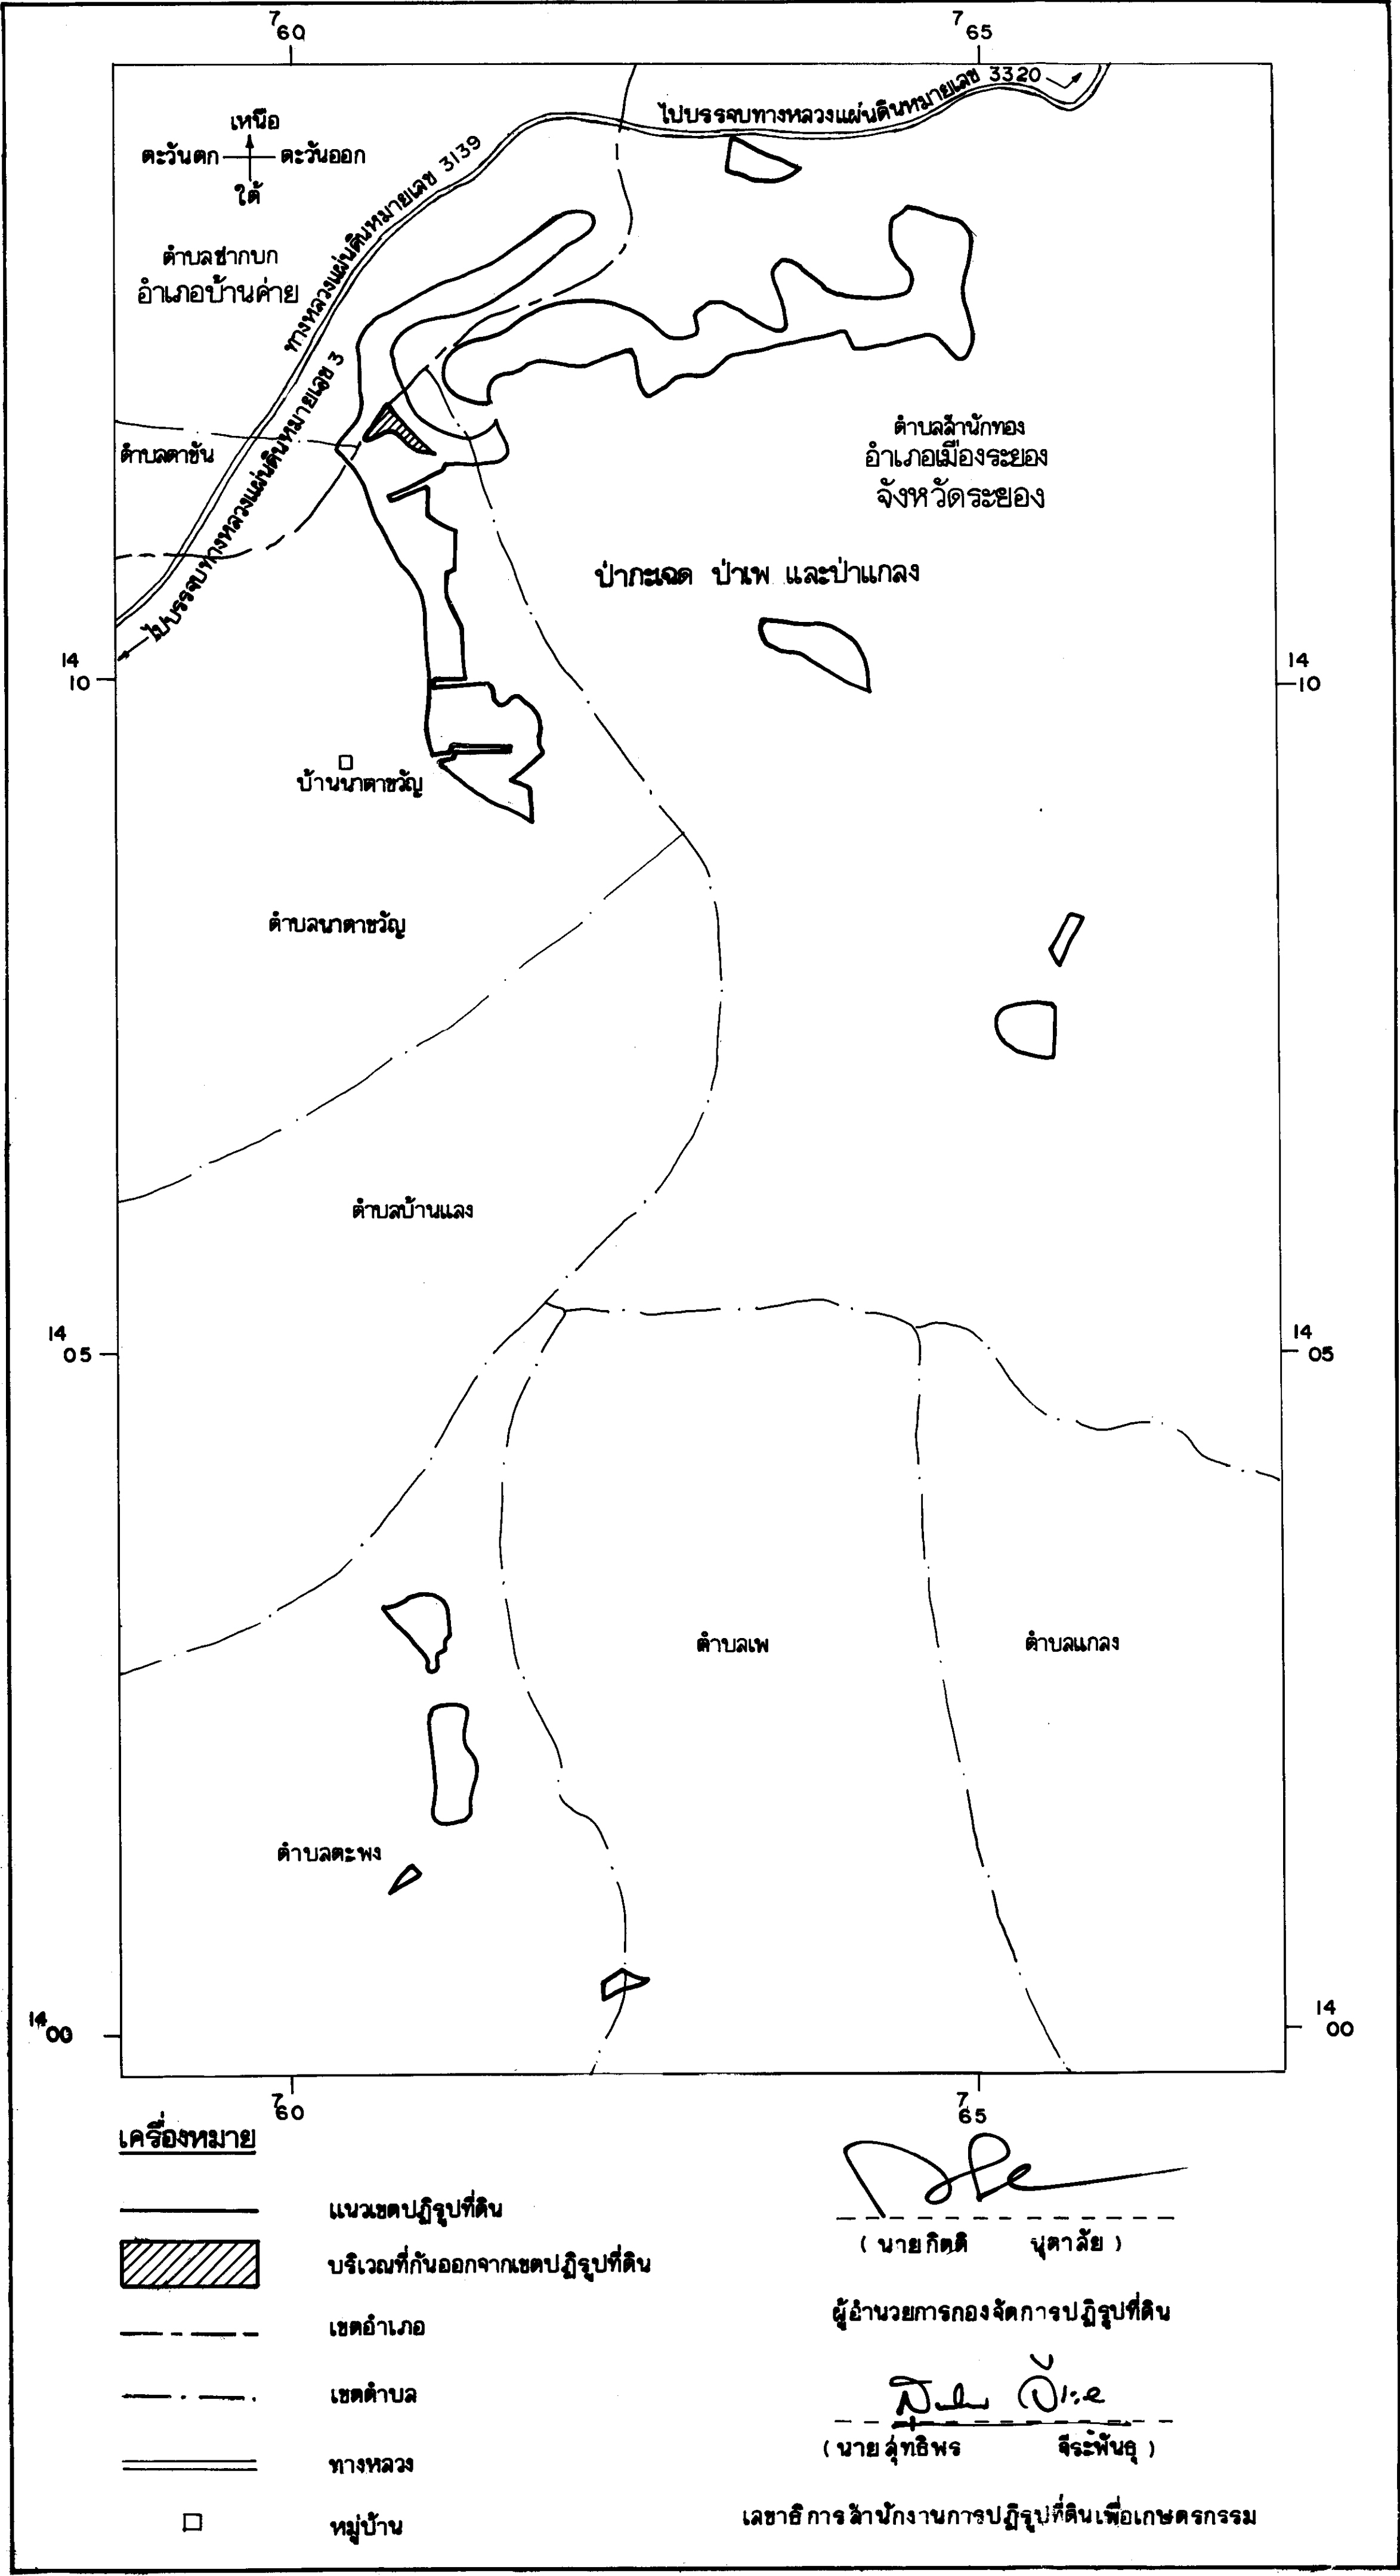 7
60
7
65
ไปบรรจบทางหลวงแผ่นดินหมายเลข 3320
เหนือ
ตะวันตก ตะวันออก
ใต้
ทางหลวงแผ่นดินหมายเลข 3139
ตำบลชากบก
อำเภอบ้านค่าย
ไปบรรจบทางหลวงแผ่นดินหมายเลข 3
ตำบลตาขัน
ตำบลสำนักทอง
อำเภอเมืองระยอง
จังหวัดระยอง
ป่ากะเฉด ป่าเพ และป่าแกลง
14
10
14
10
บ้านนาตาขวัญ
ตำบลนาตาขวัญ
ตำบลบ้านแลง
14
05
14
05
ตำบลเพ
ตำบลแกลง
ตำบลตะพง
14
00
14
00
7
60
7
65
เครื่องหมาย
แนวเขตปฏิรูปที่ดิน
บริเวณที่กันออกจากเขตปฏิรูปที่ดิน
เขตอำเภอ
เขตตำบล
ทางหลวง
หมู่บ้าน
( นายกิตติ นุตาลัย )
ผู้อำนวยการกองจัดการปฏิรูปที่ดิน
( นายสุทธิพร จีระพันธุ )
เลขาธิการสำนักงานการปฏิรูปที่ดินเพื่อเกษตรกรรม